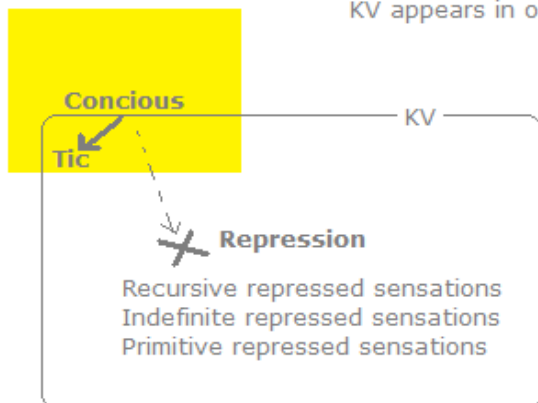 KV appears in o
Concious
KV
Tic
Repression
Recursive repressed sensations
Indefinite repressed sensations
Primitive repressed sensations